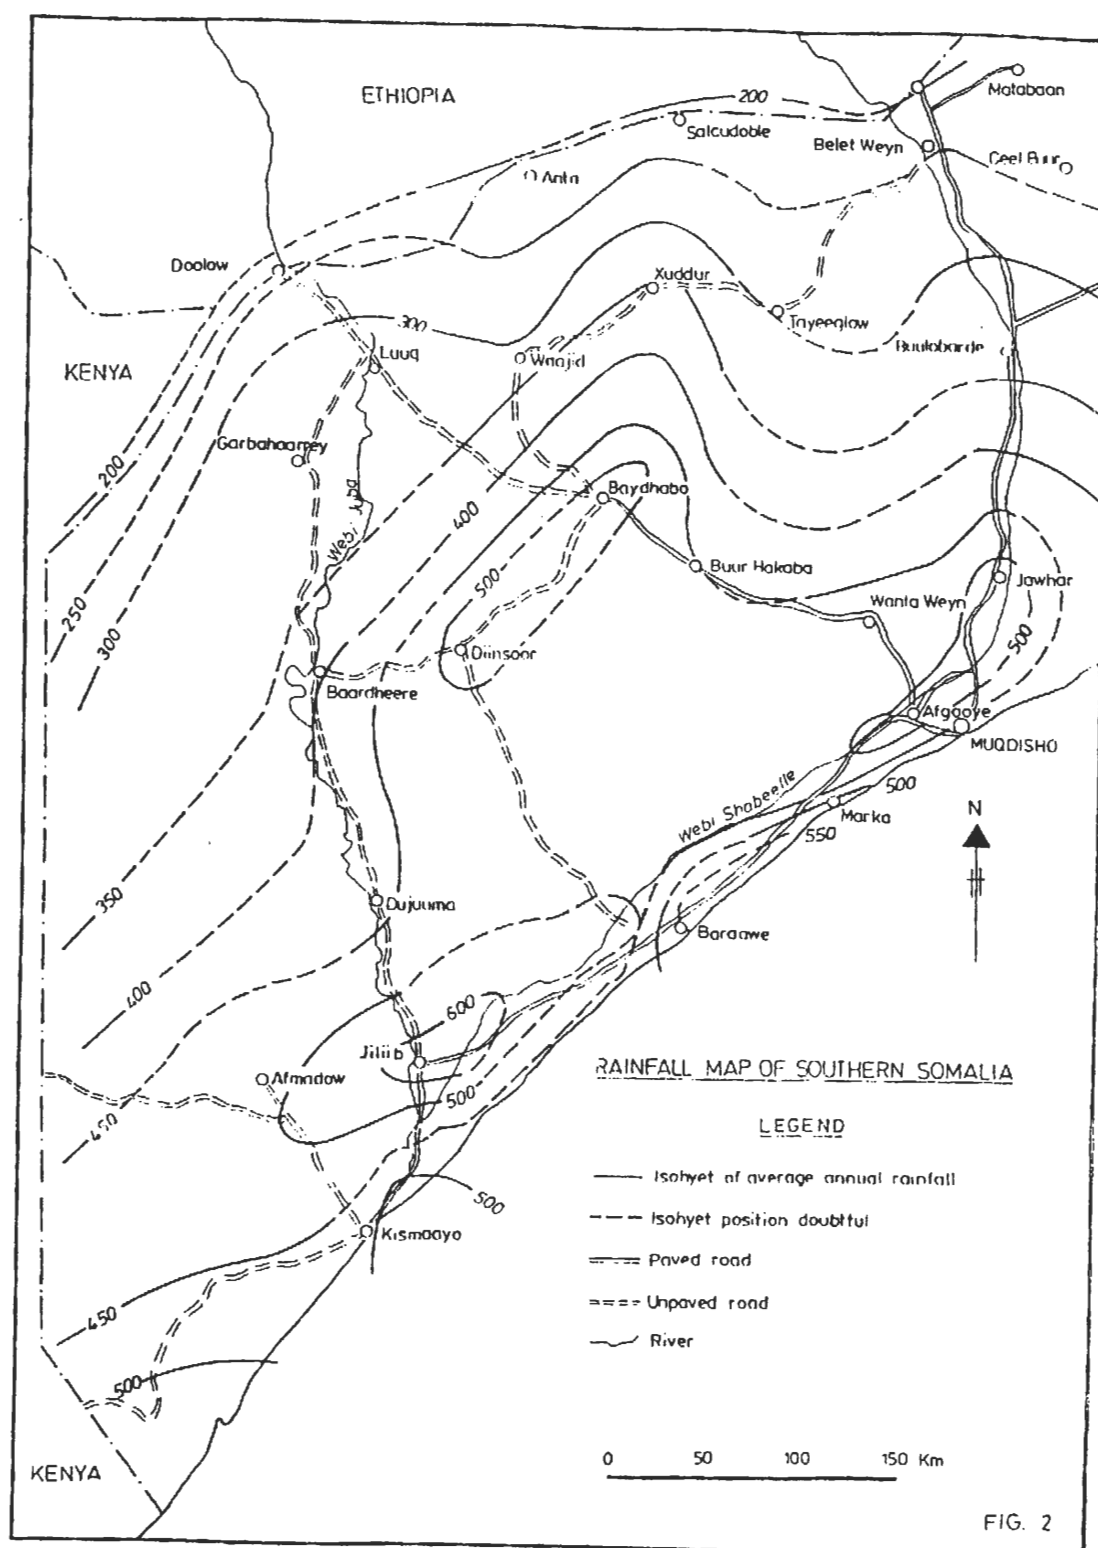 ETHIOPIA
200
Matabaan
Salcudoble
Belet Weyn
Ceel Buur
Anta
Doolow
Xuddur
Tayeeglow
300
Luuq
Waajid
Buulobarde
KENYA
Garbahaarrey
200
Webi Juba
400
Baydhabo
500
Buur Hakaba
Jawhar
250
300
Wanta Weyn
500
Diinsoor
Baardheere
Afgooye
MUQDISHO
Webi Shabeelle
500
Marka
550
N
350
Dujuuma
Baraawe
400
600
Jiliib
Afmadow
500
450
500
Kismaayo
450
500
KENYA
RAINFALL MAP OF SOUTHERN SOMALIA
LEGEND
Isohyet of average annual rainfall
Isohyet position doubtful
Paved road
Unpaved road
River
0 50 100 150 Km
FIG. 2